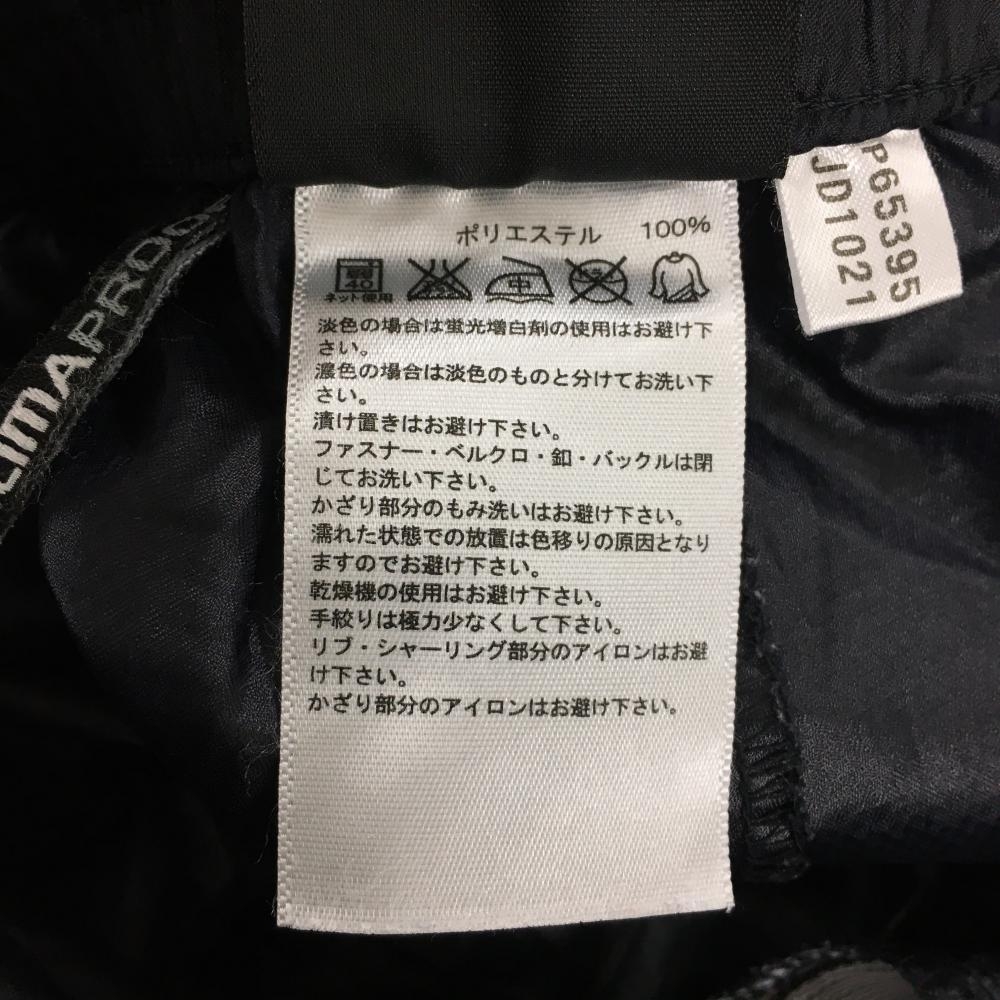 ポリエステル 100%
弱
40
中
ネット使用
淡色の場合は蛍光増白剤の使用はお避け下
さい。
濃色の場合は淡色のものと分けてお洗い下
さい。
漬け置きはお避け下さい。
ファスナー・ベルクロ・釦・バックルは閉
じてお洗い下さい。
かざり部分のもみ洗いはお避け下さい。
濡れた状態での放置は色移りの原因となり
ますのでお避け下さい。
乾燥機の使用はお避け下さい。
手絞りは極力少なくして下さい。
リブ・シャーリング部分のアイロンはお避
け下さい。
かざり部分のアイロンはお避け下さい。
P65395
JD1021
LIMAPROO